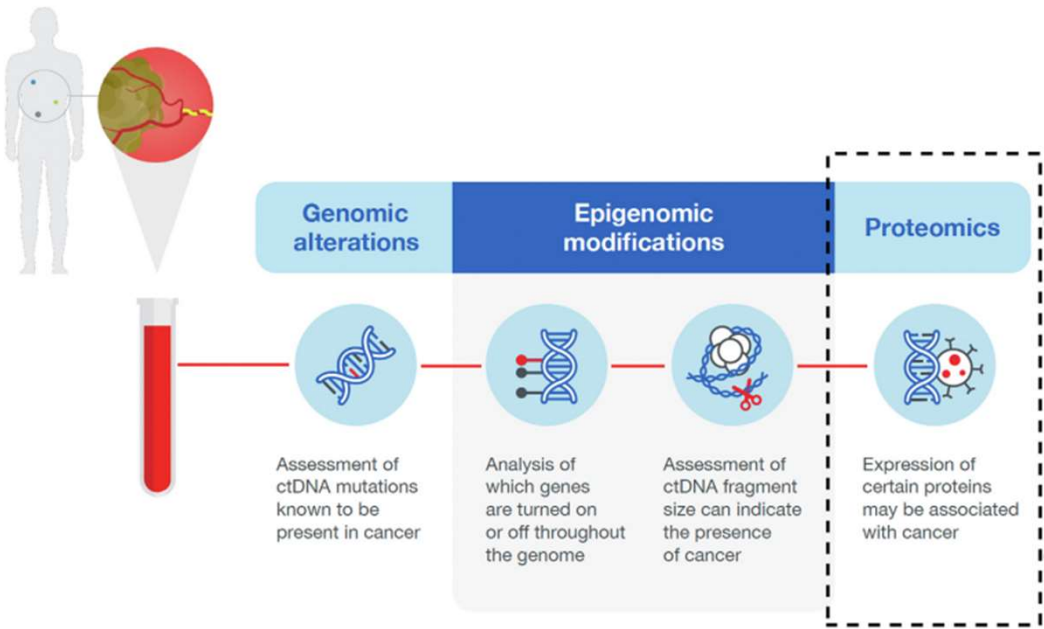 Genomic
alterations
Epigenomic
modifications
Proteomics
Assessment of
ctDNA mutations
known to be
present in cancer
Analysis of
which genes
are turned on
or off throughout
the genome
Assessment of
ctDNA fragment
size can indicate
the presence
of cancer
Expression of
certain proteins
may be associated
with cancer